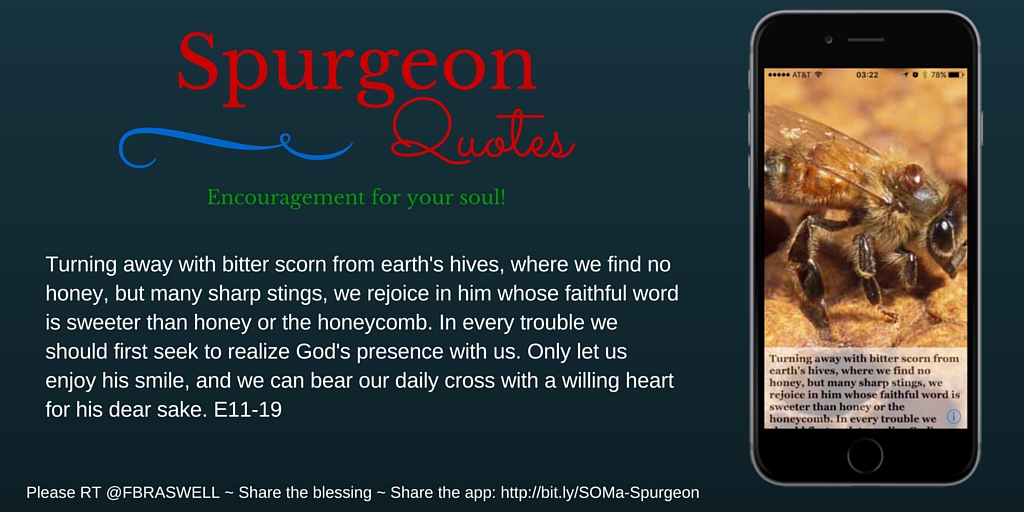 Spurgeon
Quotes
Encouragement for your soul!
Turning away with bitter scorn from earth's hives, where we find no
honey, but many sharp stings, we rejoice in him whose faithful word
is sweeter than honey or the honeycomb. In every trouble we
should first seek to realize God's presence with us. Only let us
enjoy his smile, and we can bear our daily cross with a willing heart
for his dear sake. E11-19
Please RT @FBRASWELL ~ Share the blessing ~ Share the app: http://bit.ly/SOMa-Spurgeon
AT&T 03:22 78%
Turning away with bitter scorn from
earth's hives, where we find no
honey, but many sharp stings, we
rejoice in him whose faithful word is
sweeter than honey or the
honeycomb. In every trouble we